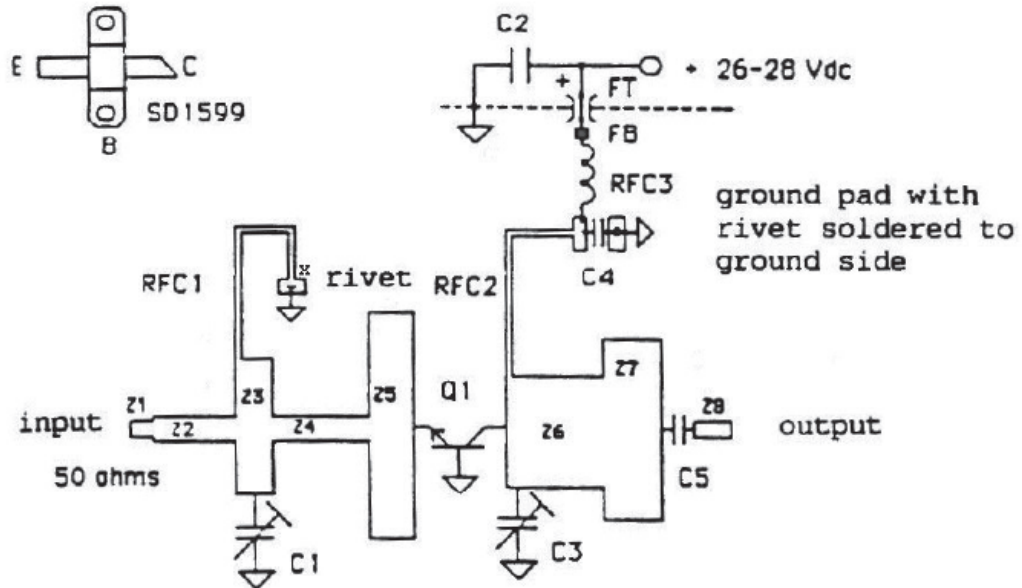 C2
+ 26-28 Vdc
E
C
SD1599
B
+
FT
FB
RFC3
ground pad with
rivet soldered to
ground side
C4
RFC1
x
rivet
RFC2
Z1
Z2
Z3
Z4
Z5
Q1
Z6
Z7
Z8
input
output
50 ohms
C5
C1
C3